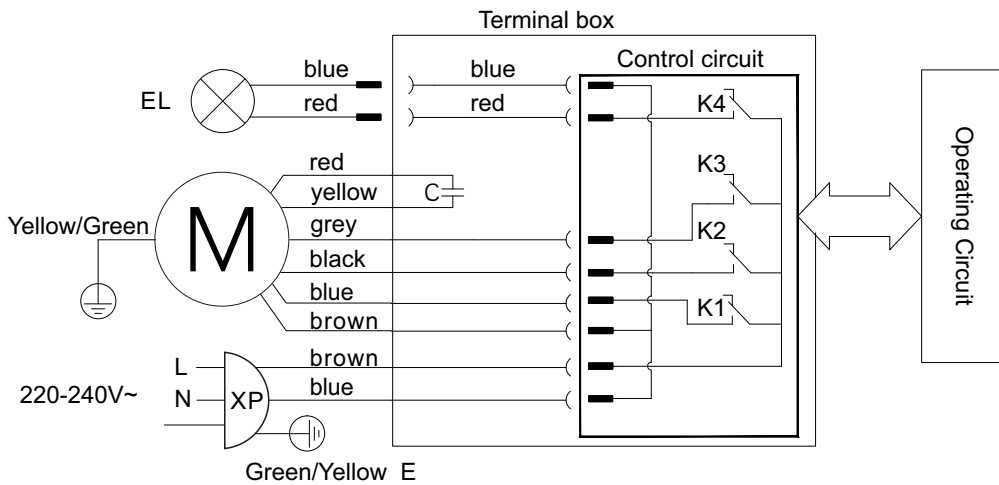 Terminal box
Control circuit
EL
blue
blue
red
red
K4
red
yellow
C
K3
Yellow/Green
M
grey
K2
black
blue
K1
brown
Operating Circuit
L
brown
220-240V~
N
XP
blue
Green/Yellow E